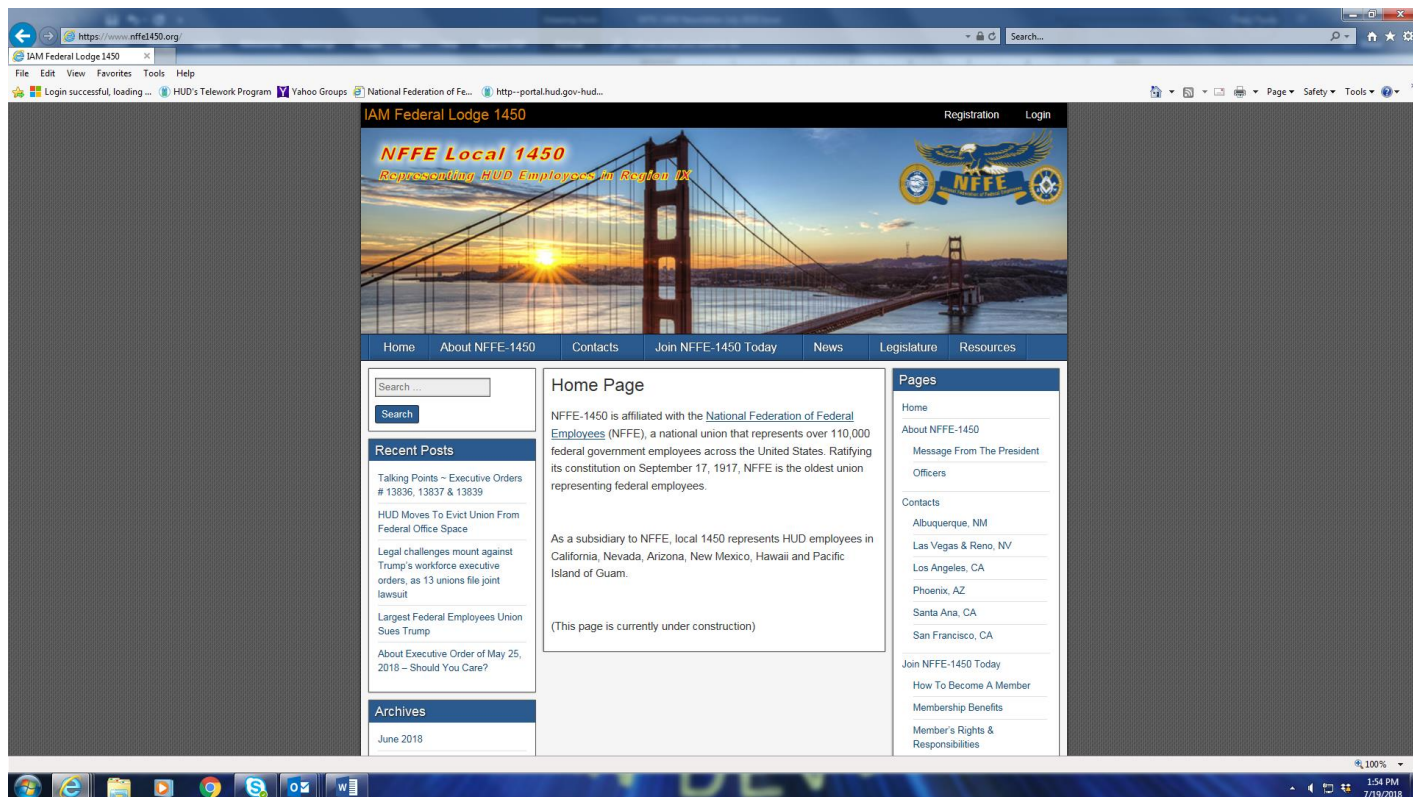 https://www.nffe1450.org/
Search...
IAM Federal Lodge 1450
File Edit View Favorites Tools Help
Login successful, loading ... HUD's Telework Program Yahoo Groups National Federation of Fe... http--portal.hud.gov-hud...
Page Safety Tools
IAM Federal Lodge 1450
Registration Login
NFFE Local 1450
Representing HUD Employees in Region IX
NFFE
Home About NFFE-1450 Contacts Join NFFE-1450 Today News Legislature Resources
Search ...
Search
Recent Posts
Talking Points ~ Executive Orders
# 13836, 13837 & 13839
HUD Moves To Evict Union From
Federal Office Space
Legal challenges mount against
Trump's workforce executive
orders, as 13 unions file joint
lawsuit
Largest Federal Employees Union
Sues Trump
About Executive Order of May 25,
2018 – Should You Care?
Archives
June 2018
Home Page
NFFE-1450 is affiliated with the National Federation of Federal
Employees (NFFE), a national union that represents over 110,000
federal government employees across the United States. Ratifying
its constitution on September 17, 1917, NFFE is the oldest union
representing federal employees.
As a subsidiary to NFFE, local 1450 represents HUD employees in
California, Nevada, Arizona, New Mexico, Hawaii and Pacific
Island of Guam.
(This page is currently under construction)
Pages
Home
About NFFE-1450
Message From The President
Officers
Contacts
Albuquerque, NM
Las Vegas & Reno, NV
Los Angeles, CA
Phoenix, AZ
Santa Ana, CA
San Francisco, CA
Join NFFE-1450 Today
How To Become A Member
Membership Benefits
Member's Rights &
Responsibilities
100%
1:54 PM
7/19/2018